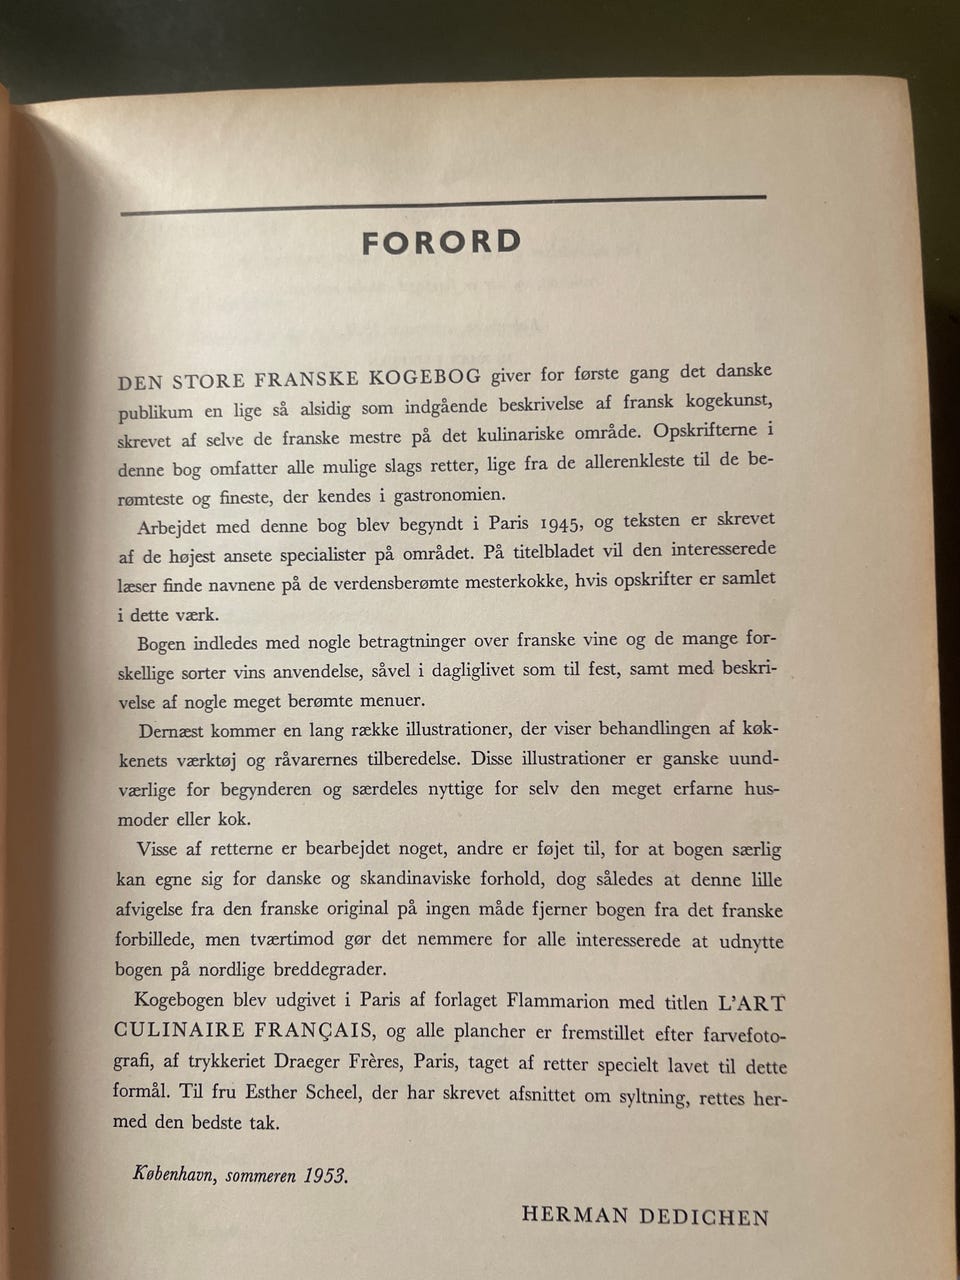 FORORD
DEN STORE FRANSKE KOGEBOG giver for første gang det danske
publikum en lige så alsidig som indgående beskrivelse af fransk kogekunst,
skrevet af selve de franske mestre på det kulinariske område. Opskrifterne i
denne bog omfatter alle mulige slags retter, lige fra de allerenkleste til de be-
rømteste og fineste, der kendes i gastronomien.
Arbejdet med denne bog blev begyndt i Paris 1945, og teksten er skrevet
af de højest ansete specialister på området. På titelbladet vil den interesserede
læser finde navnene på de verdensberømte mesterkokke, hvis opskrifter er samlet
i dette værk.
Bogen indledes med nogle betragtninger over franske vine og de mange for-
skellige sorter vins anvendelse, såvel i dagliglivet som til fest, samt med beskri-
velse af nogle meget berømte menuer.
Dernæst kommer en lang række illustrationer, der viser behandlingen af køk-
kenets værktøj og råvarernes tilberedelse. Disse illustrationer er ganske uund-
værlige for begynderen og særdeles nyttige for selv den meget erfarne hus-
moder eller kok.
Visse af retterne er bearbejdet noget, andre er føjet til, for at bogen særlig
kan egne sig for danske og skandinaviske forhold, dog således at denne lille
afvigelse fra den franske original på ingen måde fjerner bogen fra det franske
forbillede, men tværtimod gør det nemmere for alle interesserede at udnytte
bogen på nordlige breddegrader.
Kogebogen blev udgivet i Paris af forlaget Flammarion med titlen L'ART
CULINAIRE FRANÇAIS, og alle plancher er fremstillet efter farvefoto-
grafi, af trykkeriet Draeger Frères, Paris, taget af retter specielt lavet til dette
formål. Til fru Esther Scheel, der har skrevet afsnittet om syltning, rettes her-
med den bedste tak.
København, sommeren 1953.
HERMAN DEDICHEN